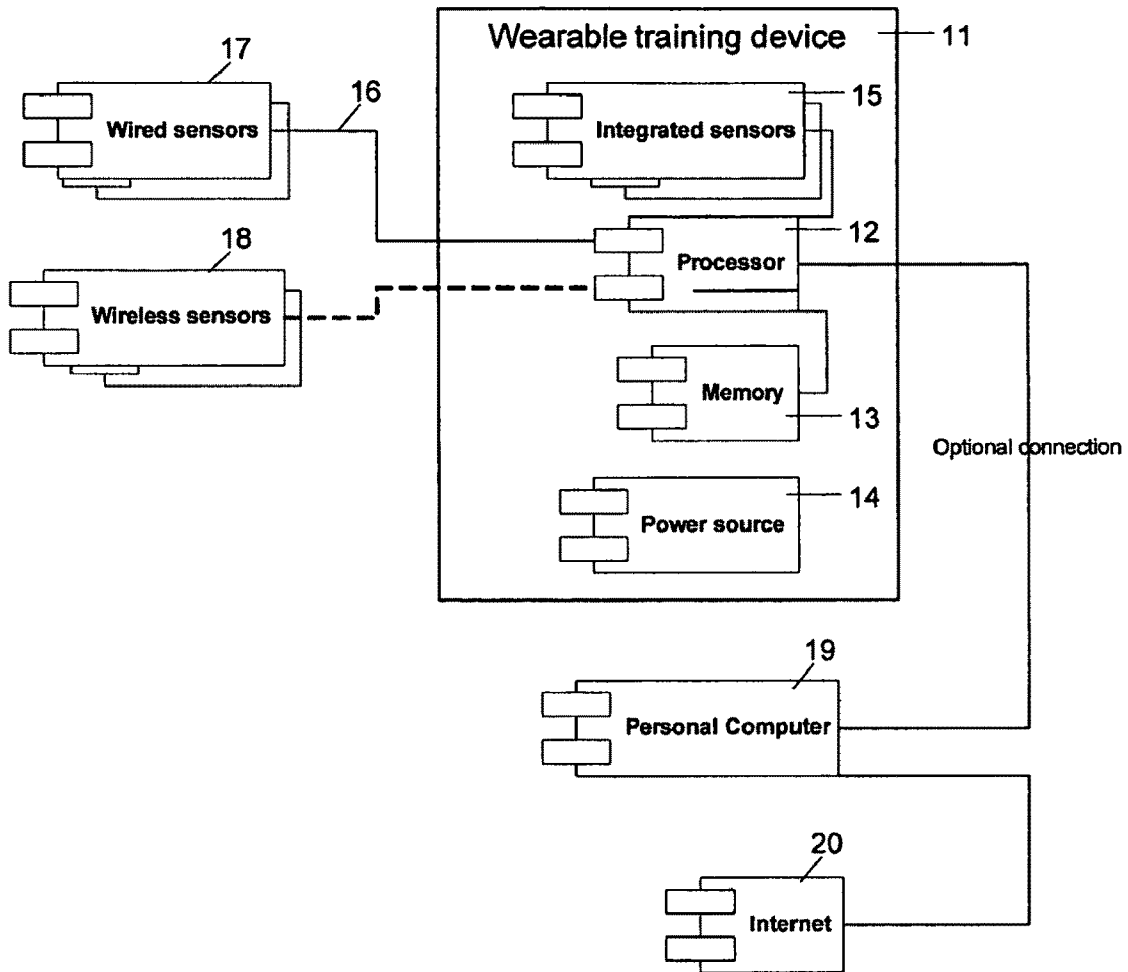 Wearable training device
11
17
16
15
Wired sensors
Integrated sensors
12
18
Processor
Wireless sensors
Memory
13
Optional connection
14
Power source
19
Personal Computer
20
Internet